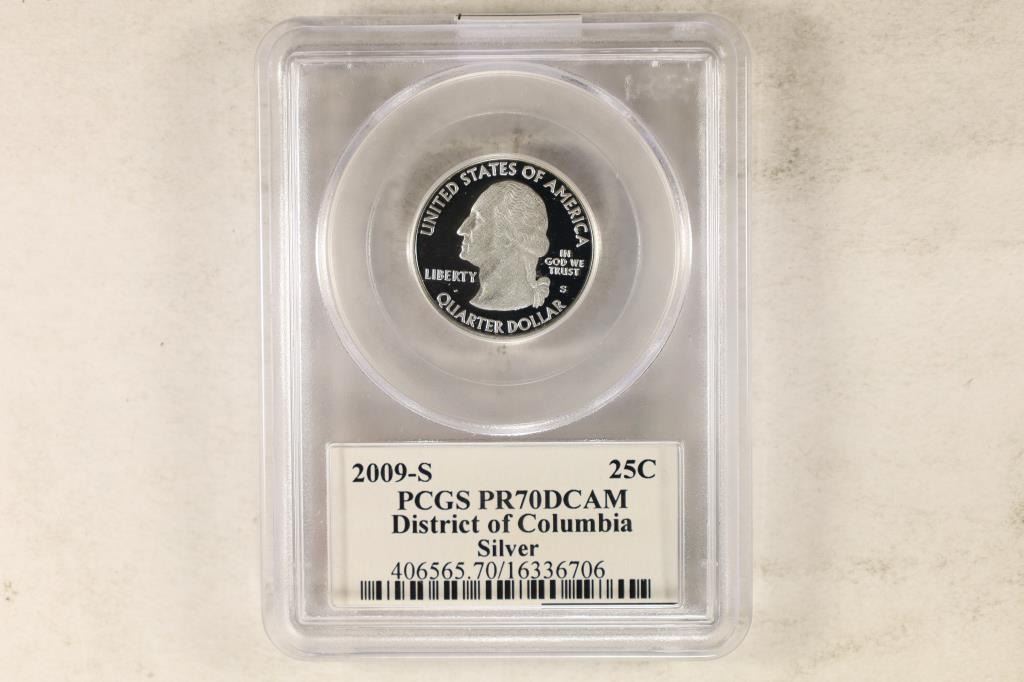 UNITED STATES OF AMERICA
LIBERTY
IN
GOD WE
TRUST
S
QUARTER DOLLAR
2009-S 25C
PCGS PR70DCAM
District of Columbia
Silver
406565.70/16336706